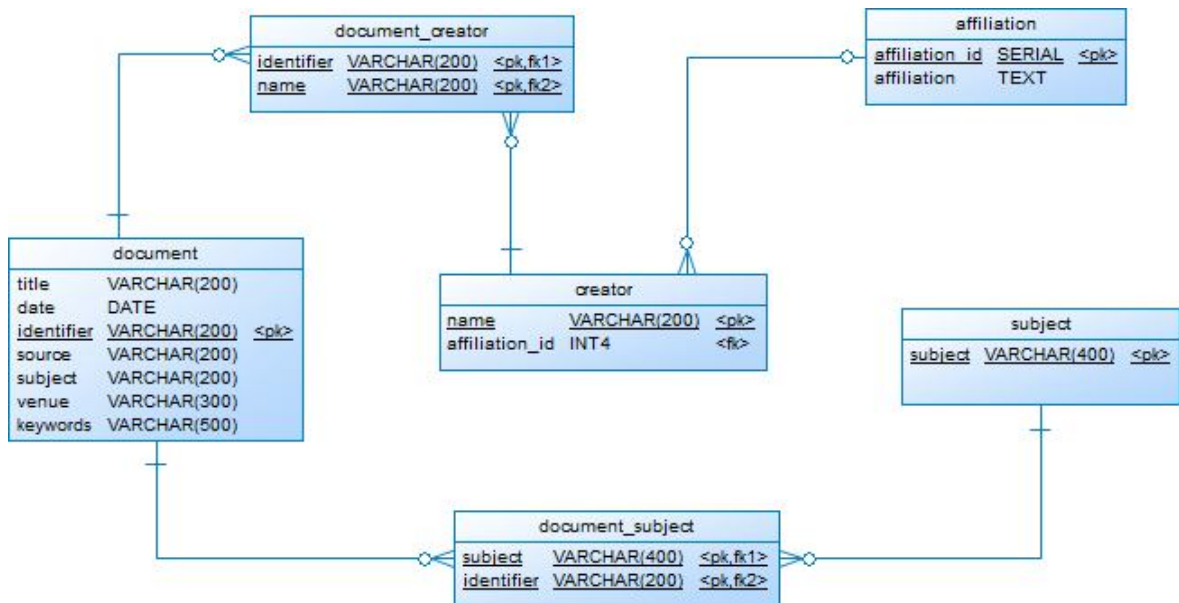 document_creator
identifier VARCHAR(200) <pk,fk1>
name VARCHAR(200) <pk,fk2>
affiliation
affiliation_id SERIAL <pk>
affiliation TEXT
document
title VARCHAR(200)
date DATE
identifier VARCHAR(200) <pk>
source VARCHAR(200)
subject VARCHAR(200)
venue VARCHAR(300)
keywords VARCHAR(500)
creator
name VARCHAR(200) <pk>
affiliation_id INT4 <fk>
subject
subject VARCHAR(400) <pk>
document_subject
subject VARCHAR(400) <pk,fk1>
identifier VARCHAR(200) <pk,fk2>